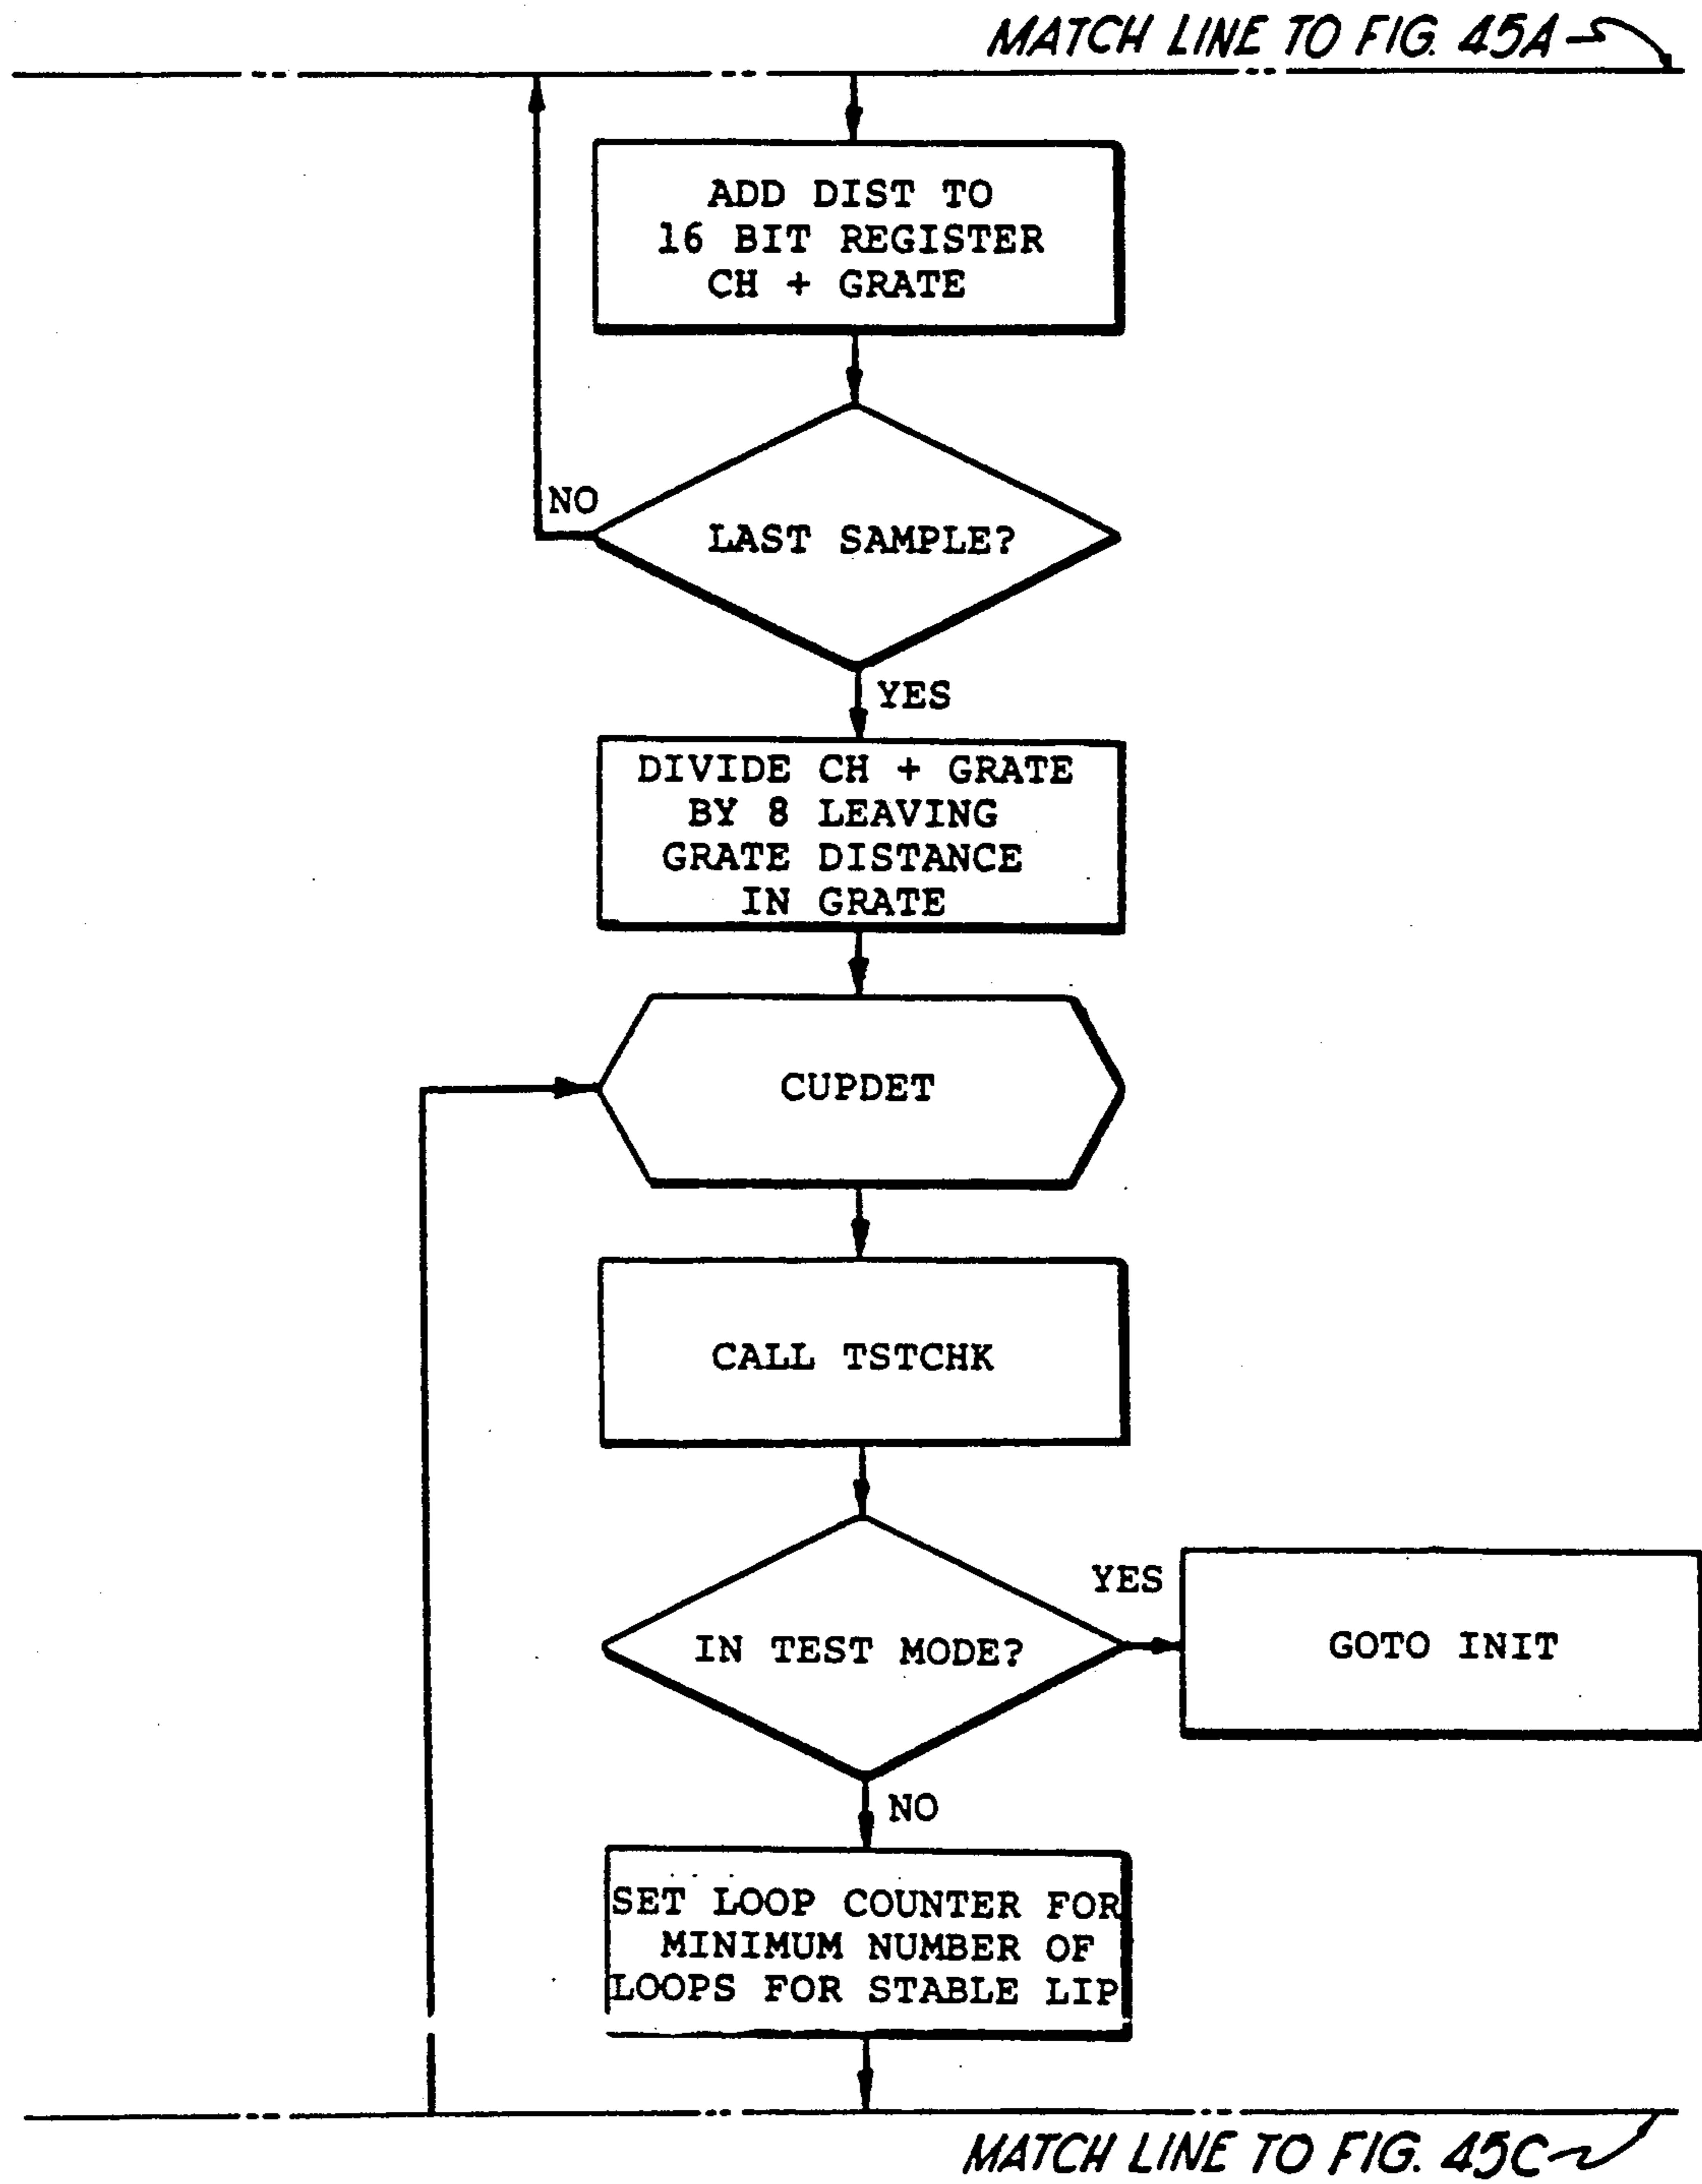 MATCH LINE TO FIG. 45A
ADD DIST TO
16 BIT REGISTER
CH + GRATE
NO
LAST SAMPLE?
YES
DIVIDE CH + GRATE
BY 8 LEAVING
GRATE DISTANCE
IN GRATE
CUPDET
CALL TSTCHK
YES
IN TEST MODE?
GOTO INIT
NO
SET LOOP COUNTER FOR
MINIMUM NUMBER OF
LOOPS FOR STABLE LIP
MATCH LINE TO FIG. 45C